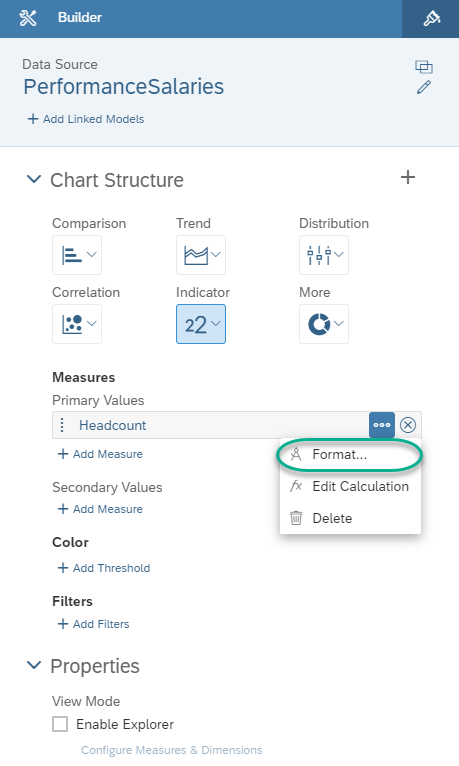 Builder
Data Source
PerformanceSalaries
+ Add Linked Models
Chart Structure
Comparison Trend Distribution
Correlation Indicator More
22
Measures
Primary Values
Headcount
+ Add Measure
Format...
Edit Calculation
Delete
Secondary Values
+ Add Measure
Color
+ Add Threshold
Filters
+ Add Filters
Properties
View Mode
Enable Explorer
Configure Measures & Dimensions